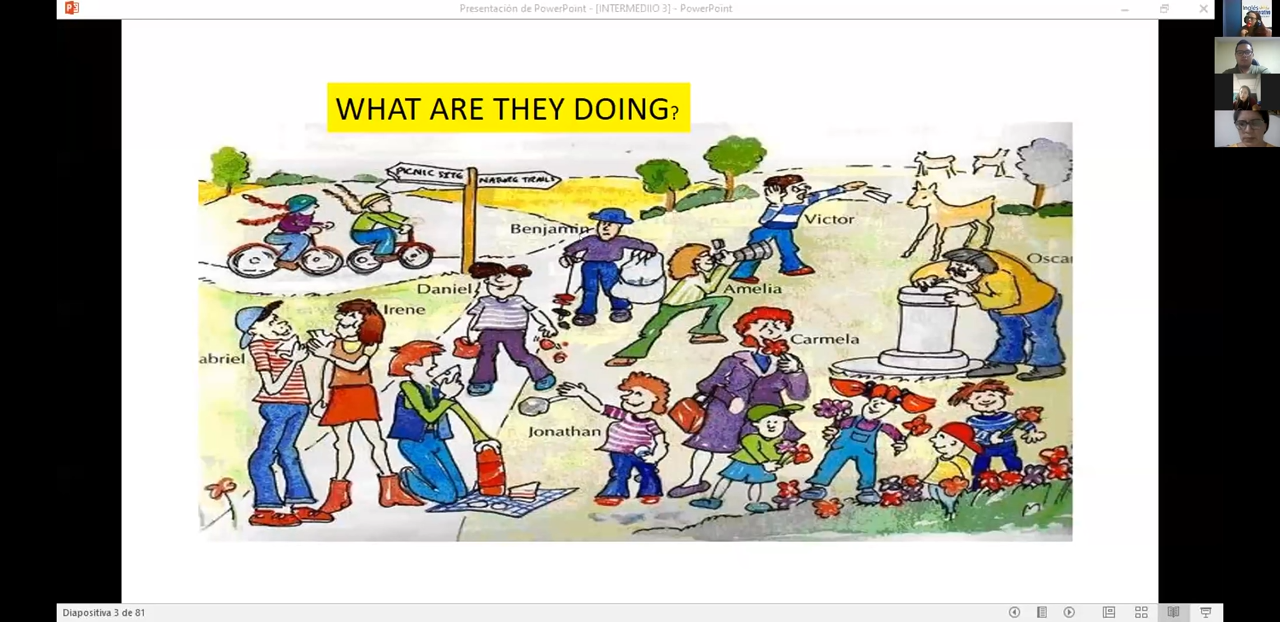 Presentación de PowerPoint - [INTERMEDIIO 3] - PowerPoint
WHAT ARE THEY DOING?
PICNIC SITE
NATURE TRAIL
Benjamin
Victor
Oscar
Daniel
Amelia
Irene
Carmela
abriel
Jonathan
Diapositiva 3 de 81